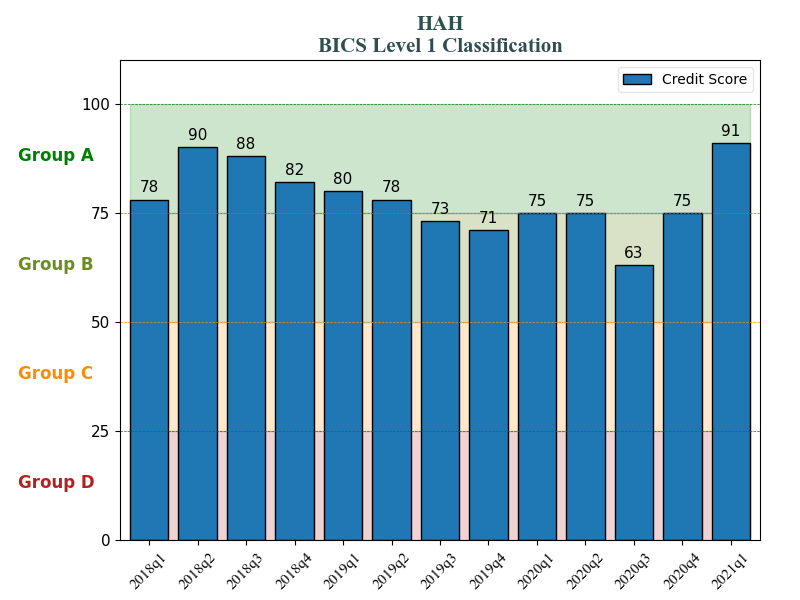 HAH
BICS Level 1 Classification
Credit Score
100
75
50
25
0
Group A
Group B
Group C
Group D
78
90
88
82
80
78
73
71
75
75
63
75
91
2018q1
2018q2
2018q3
2018q4
2019q1
2019q2
2019q3
2019q4
2020q1
2020q2
2020q3
2020q4
2021q1